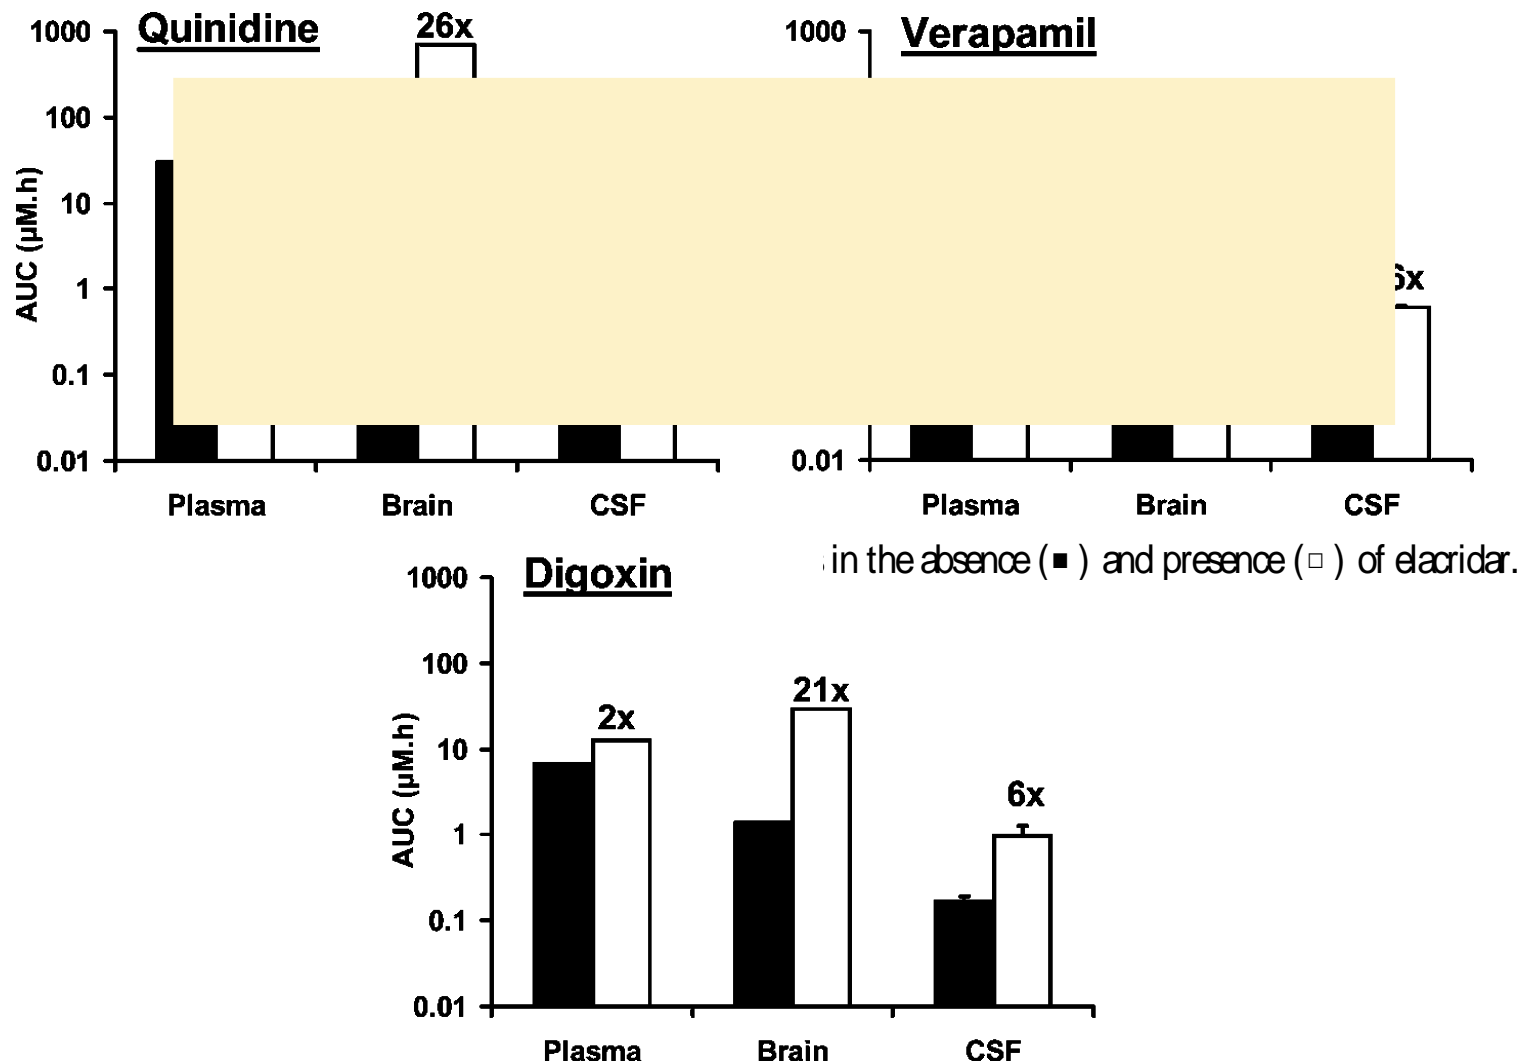 Quinidine
26x
1000
100
10
1
0.1
0.01
AUC (µM.h)
Plasma Brain CSF
Verapamil
1000
0.01
Plasma Brain CSF
in the absence (■) and presence (□) of elacridar.
Digoxin
1000
100
10
1
0.1
0.01
AUC (µM.h)
2x
21x
6x
Plasma Brain CSF